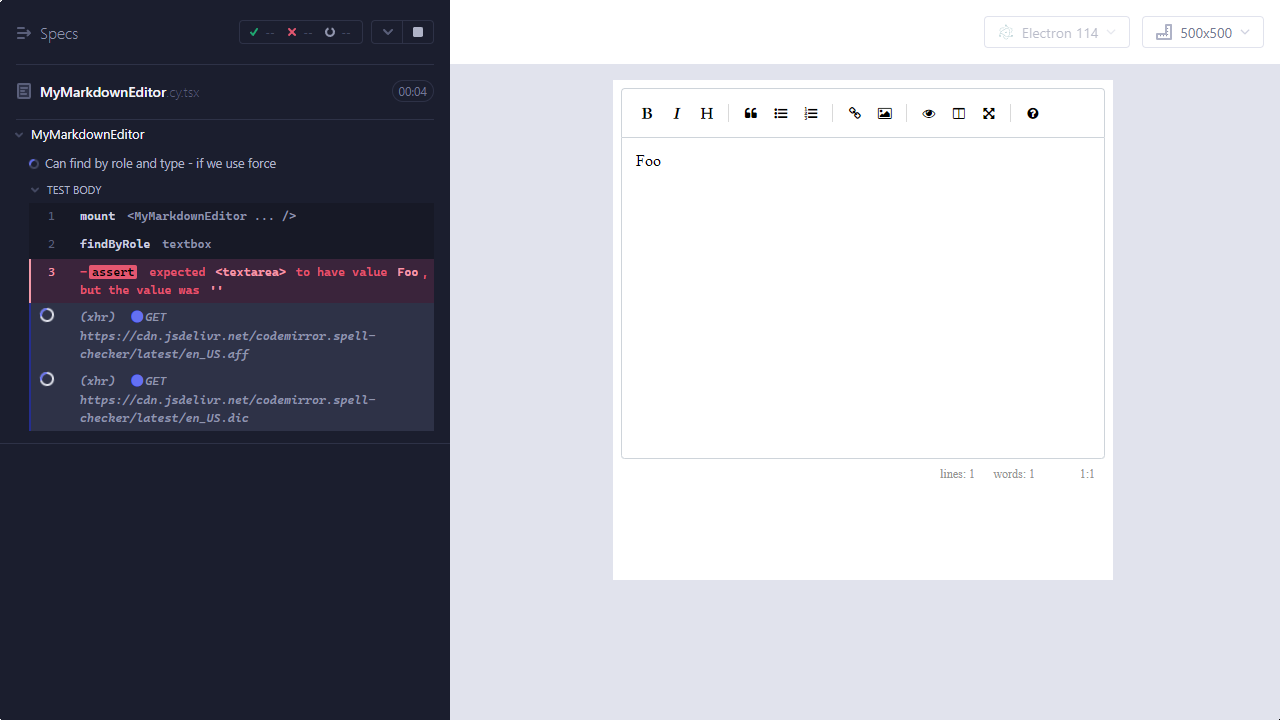 Specs
--
--
--
Electron 114
500x500
MyMarkdownEditor.cy.tsx
00:04
MyMarkdownEditor
Can find by role and type - if we use force
TEST BODY
1 mount <MyMarkdownEditor ... />
2 findByRole textbox
3 -assert expected <textarea> to have value Foo,
but the value was ''
(xhr) GET
https://cdn.jsdelivr.net/codemirror.spell-
checker/latest/en_US.aff
(xhr) GET
https://cdn.jsdelivr.net/codemirror.spell-
checker/latest/en_US.dic
B I H
Foo
lines: 1 words: 1 1:1